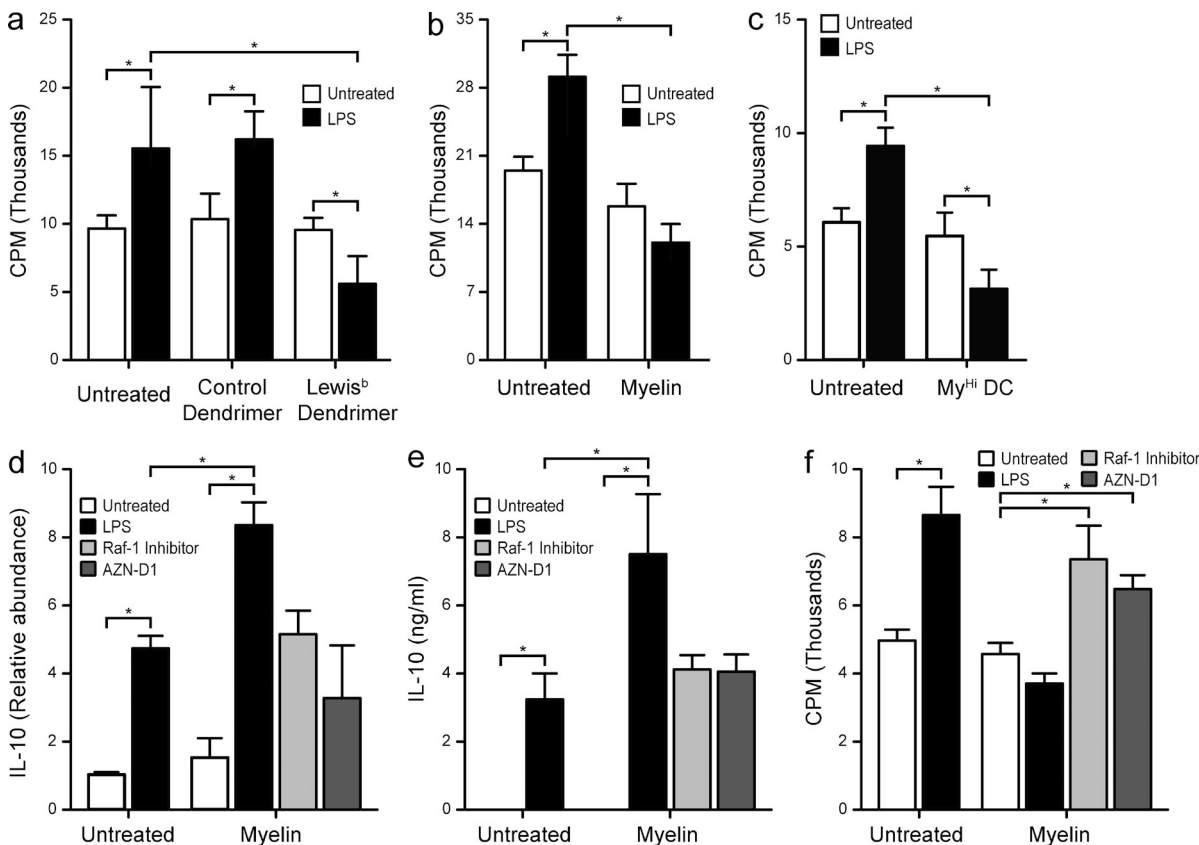 a
25
20
15
10
5
0
CPM (Thousands)
*
*
*
*
Untreated
LPS
Untreated
Control
Dendrimer
Lewisᵇ
Dendrimer
b
35
28
21
14
7
0
CPM (Thousands)
*
*
Untreated
LPS
Untreated
Myelin
c
Untreated
LPS
15
10
5
0
CPM (Thousands)
*
*
*
Untreated
Myᴴⁱ DC
d
10
8
6
4
2
0
IL-10 (Relative abundance)
*
*
*
Untreated
LPS
Raf-1 Inhibitor
AZN-D1
Untreated
Myelin
e
10
8
6
4
2
0
IL-10 (ng/ml)
*
*
*
Untreated
LPS
Raf-1 Inhibitor
AZN-D1
Untreated
Myelin
f
Untreated
LPS
Raf-1 Inhibitor
AZN-D1
10
8
6
4
2
0
CPM (Thousands)
*
*
*
Untreated
Myelin